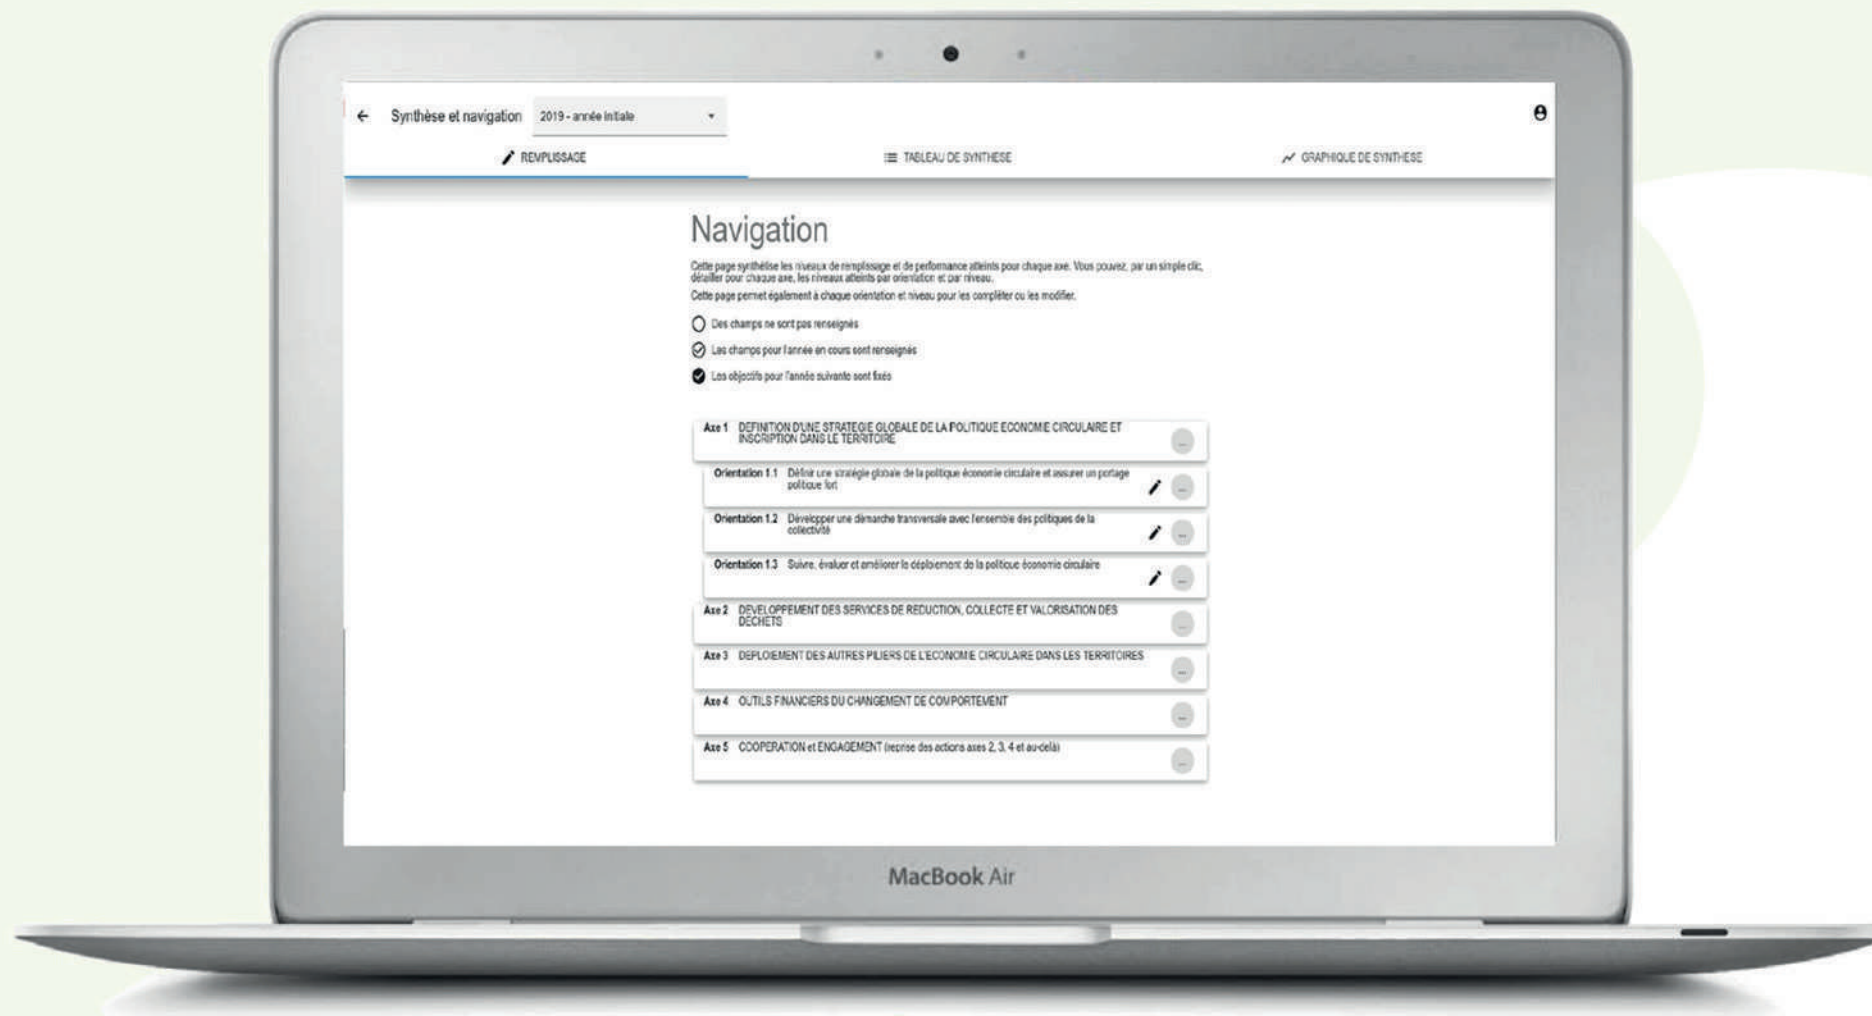 Synthèse et navigation 2019 - année initiale
REMPLISSAGE TABLEAU DE SYNTHESE GRAPHIQUE DE SYNTHESE
Navigation
Cette page synthétise les niveaux de remplissage et de performance atteints pour chaque axe. Vous pouvez, par un simple clic,
détailler pour chaque axe, les niveaux atteints par orientation et par niveau.
Cette page permet également à chaque orientation et niveau pour les compléter ou les modifier.
Des champs ne sont pas renseignés
Les champs pour l'année en cours sont renseignés
Les objectifs pour l'année suivante sont fixés
Axe 1 DEFINITION D'UNE STRATEGIE GLOBALE DE LA POLITIQUE ECONOMIE CIRCULAIRE ET
INSCRIPTION DANS LE TERRITOIRE
...
Orientation 1.1 Définir une stratégie globale de la politique économie circulaire et assurer un portage
politique fort
...
Orientation 1.2 Développer une démarche transversale avec l'ensemble des politiques de la
collectivité
...
Orientation 1.3 Suivre, évaluer et améliorer le déploiement de la politique économie circulaire
...
Axe 2 DEVELOPPEMENT DES SERVICES DE REDUCTION, COLLECTE ET VALORISATION DES
DECHETS
...
Axe 3 DEPLOIEMENT DES AUTRES PILIERS DE L'ECONOMIE CIRCULAIRE DANS LES TERRITOIRES
...
Axe 4 OUTILS FINANCIERS DU CHANGEMENT DE COMPORTEMENT
...
Axe 5 COOPERATION et ENGAGEMENT (reprise des actions axes 2, 3, 4 et au-delà)
...
MacBook Air